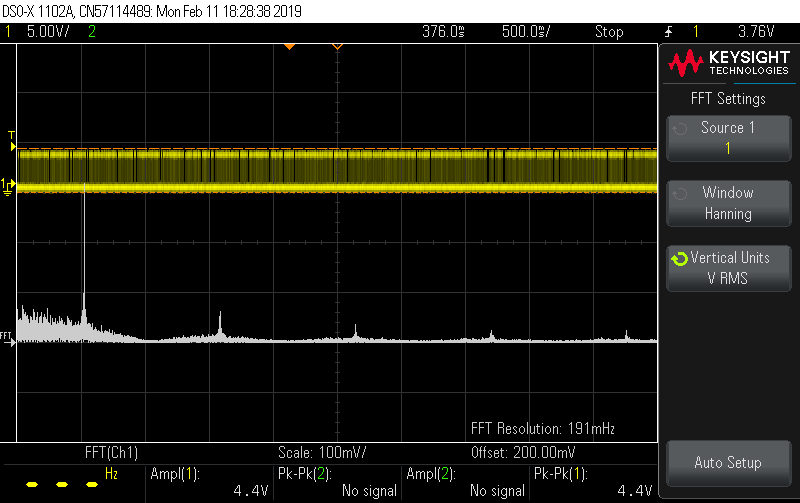 DSO-X 1102A, CN57114489: Mon Feb 11 18:28:38 2019
1 5.00V/ 2 376.0s 500.0s/ Stop 1 3.76V
KEYSIGHT
TECHNOLOGIES
FFT Settings
Source 1
1
Window
Hanning
Vertical Units
V RMS
Auto Setup
T
1
FFT
FFT Resolution: 191mHz
FFT(Ch1) Scale: 100mV/ Offset: 200.00mV
Hz Ampl(1): Pk-Pk(2): Ampl(2): Pk-Pk(1):
4.4V No signal No signal 4.4V